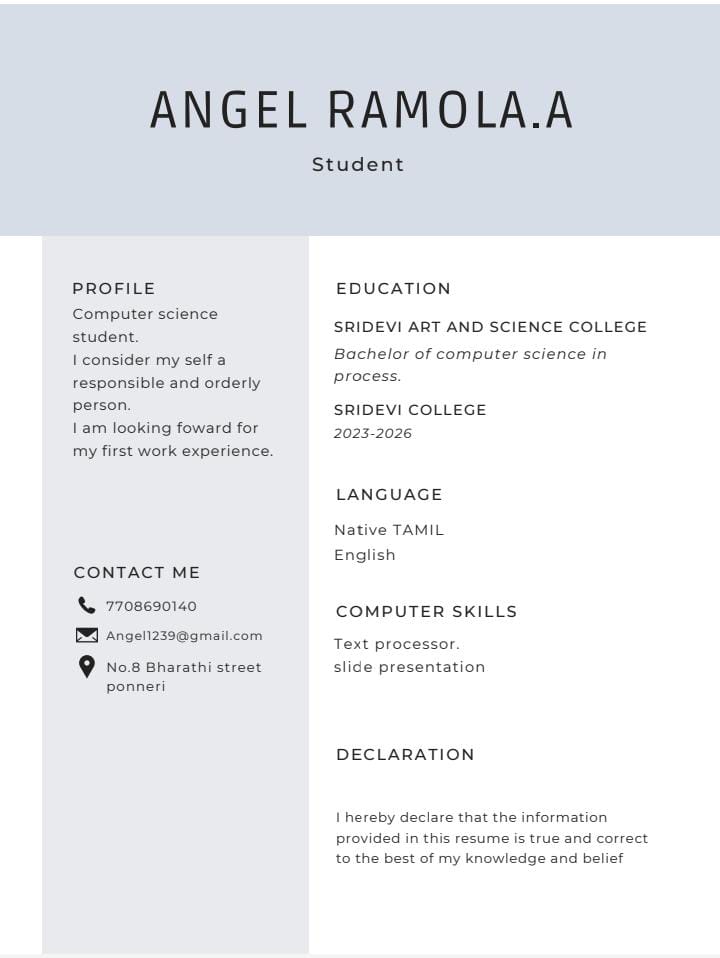 ANGEL RAMOLA.A
Student
PROFILE
Computer science
student.
I consider my self a
responsible and orderly
person.
I am looking foward for
my first work experience.
CONTACT ME
7708690140
Angel1239@gmail.com
No.8 Bharathi street
ponneri
EDUCATION
SRIDEVI ART AND SCIENCE COLLEGE
Bachelor of computer science in
process.
SRIDEVI COLLEGE
2023-2026
LANGUAGE
Native TAMIL
English
COMPUTER SKILLS
Text processor.
slide presentation
DECLARATION
I hereby declare that the information
provided in this resume is true and correct
to the best of my knowledge and belief